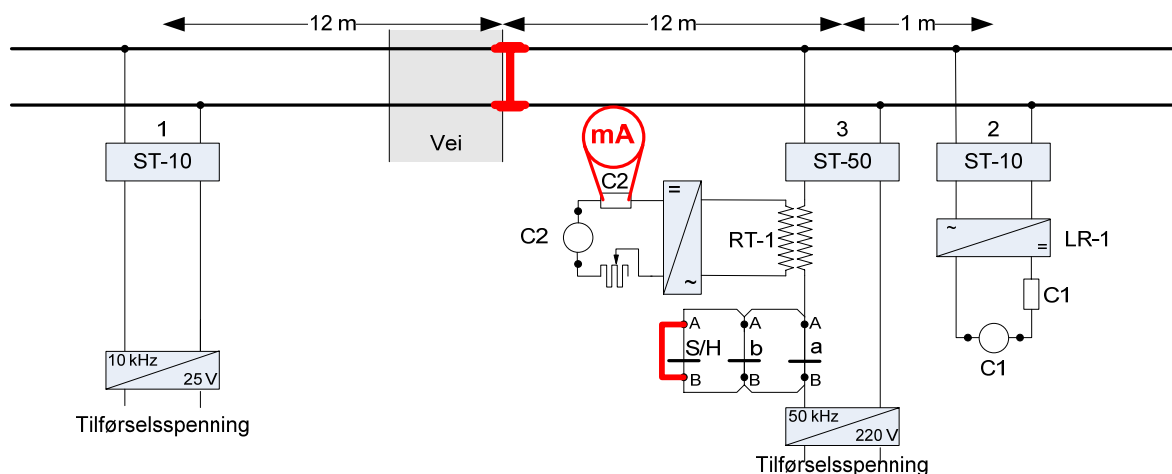 12 m
12 m
1 m
Vei
mA
1
3
2
ST-10
ST-50
ST-10
C2
=
C2
RT-1
~
~
=
LR-1
C1
A
A
A
S/H
b
a
B
B
B
C1
10 kHz
25 V
50 kHz
220 V
Tilførselsspenning
Tilførselsspenning